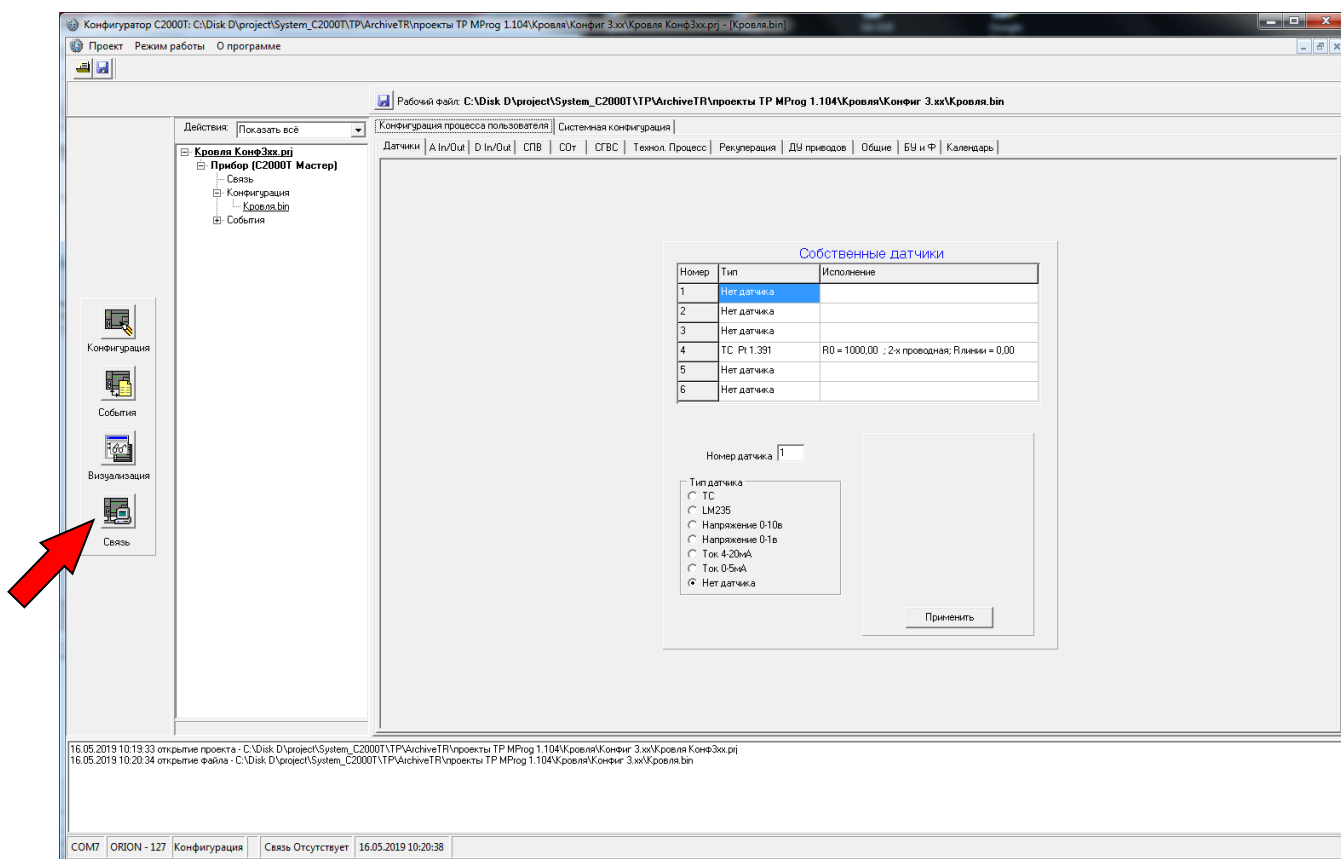 Конфигуратор С2000Т: C:\Disk D\project\System_C2000T\TP\ArchiveTR\проекты ТР MProg 1.104\Кровля\Конфиг 3.xx\Кровля Конф3xx.prj - [Кровля.bin]
Проект Режим работы О программе
Рабочий файл: C:\Disk D\project\System_C2000T\TP\ArchiveTR\проекты ТР MProg 1.104\Кровля\Конфиг 3.xx\Кровля.bin
Действия: Показать всё
Кровля Конф3xx.prj
Прибор (С2000Т Мастер)
Связь
Конфигурация
Кровля.bin
События
Конфигурация
События
Визуализация
Связь
Конфигурация процесса пользователя Системная конфигурация
Датчики A In/Out D In/Out СПВ СОт СГВС Технол. Процесс Рекуперация ДУ приводов Общие БУ и Ф Календарь
Собственные датчики
Номер Тип Исполнение
1 Нет датчика
2 Нет датчика
3 Нет датчика
4 ТС Pt 1.391 R0 = 1000,00 ; 2-х проводная; Rлинии = 0,00
5 Нет датчика
6 Нет датчика
Номер датчика 1
Тип датчика
ТС
LM235
Напряжение 0-10в
Напряжение 0-1в
Ток 4-20мА
Ток 0-5мА
Нет датчика
Применить
16.05.2019 10:19:33 открытие проекта - C:\Disk D\project\System_C2000T\TP\ArchiveTR\проекты ТР MProg 1.104\Кровля\Конфиг 3.xx\Кровля Конф3xx.prj
16.05.2019 10:20:34 открытие файла - C:\Disk D\project\System_C2000T\TP\ArchiveTR\проекты ТР MProg 1.104\Кровля\Конфиг 3.xx\Кровля.bin
COM7 ORION - 127 Конфигурация Связь Отсутствует 16.05.2019 10:20:38